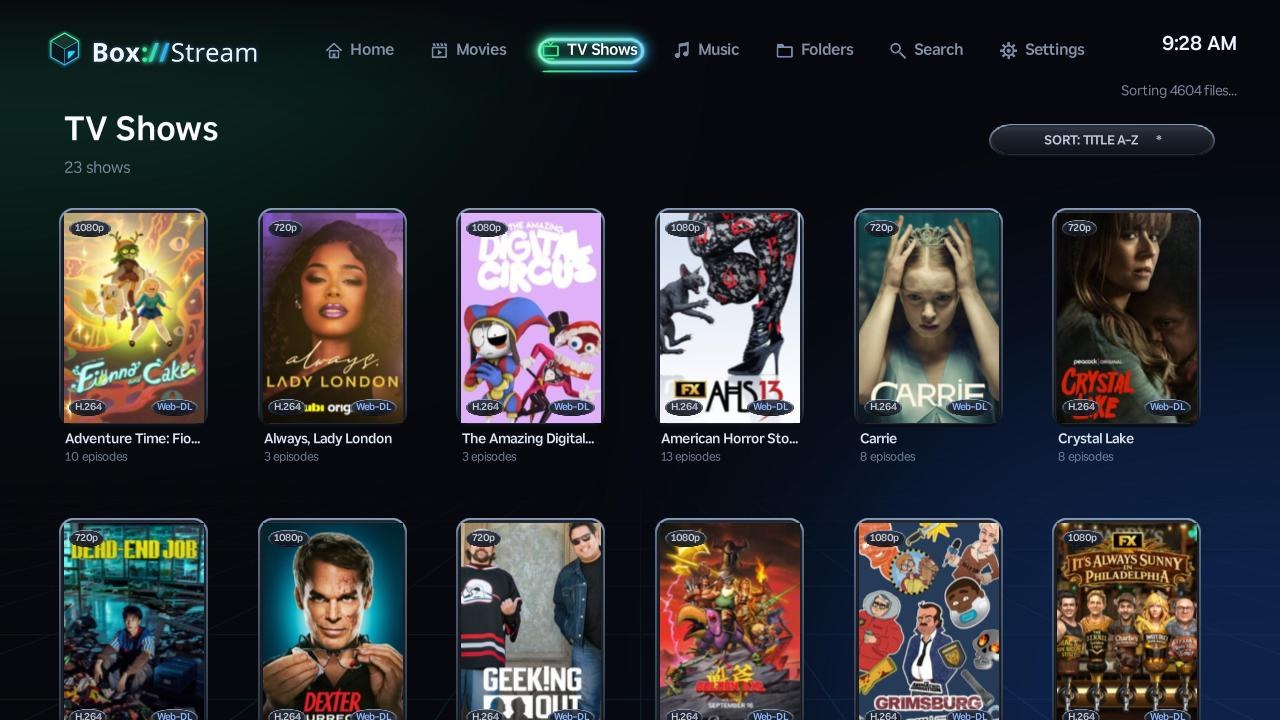 Box://Stream
Home
Movies
TV Shows
Music
Folders
Search
Settings
9:28 AM
Sorting 4604 files...
TV Shows
23 shows
SORT: TITLE A-Z *
1080p
Fionna and Cake
H.264 Web-DL
Adventure Time: Fio...
10 episodes
720p
always,
LADY LONDON
H.264 ubi orig Web-DL
Always, Lady London
3 episodes
1080p
THE AMAZING
DIGITAL
CIRCUS
H.264 Web-DL
The Amazing Digital...
3 episodes
1080p
FX AHS 13
H.264 Web-DL
American Horror Sto...
13 episodes
720p
CARRIE
H.264 Web-DL
Carrie
8 episodes
720p
peacock ORIGINAL
CRYSTAL
LAKE
H.264 Web-DL
Crystal Lake
8 episodes
720p
DEAD-END JOB
H.264 Web-DL
1080p
DEXTER
H.264 Web-DL
720p
GEEKING
OUT
H.264 Web-DL
1080p
SEPTEMBER 16
H.264 Web-DL
1080p
GRIMSBURG
H.264 Web-DL
1080p
FX
IT'S ALWAYS SUNNY
IN
PHILADELPHIA
H.264 Web-DL